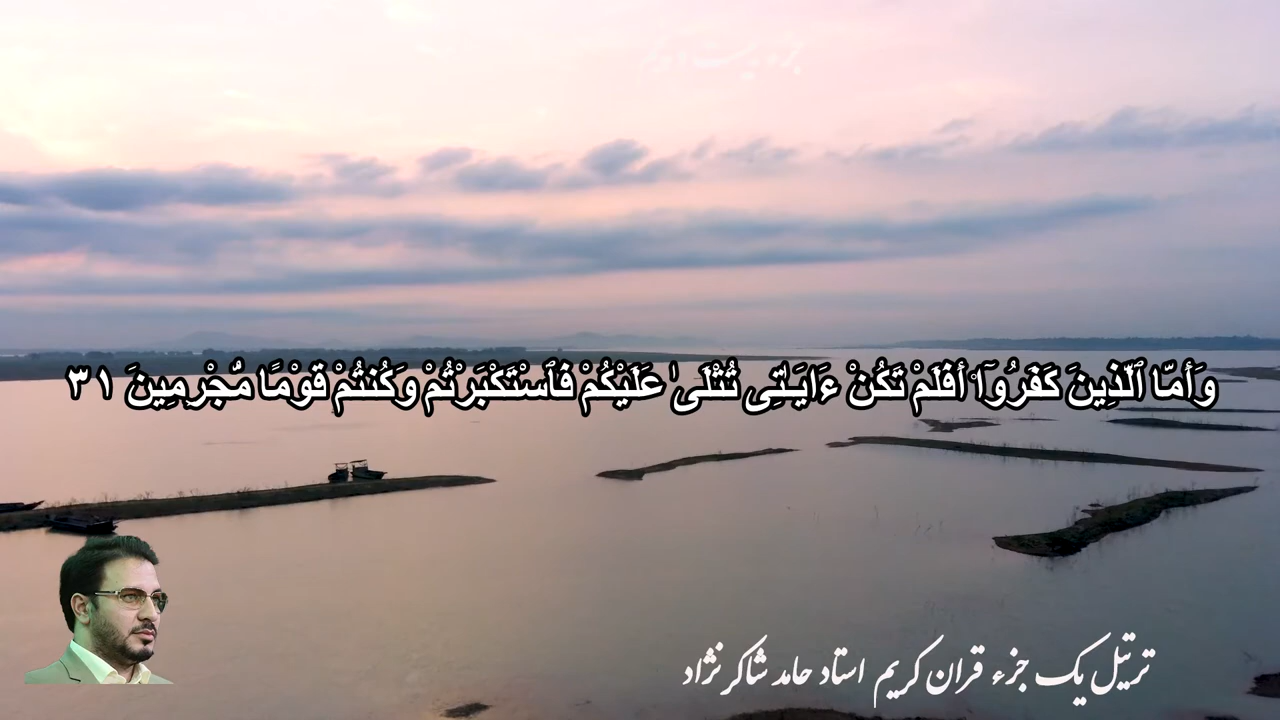 وَأَمَّا ٱلَّذِينَ كَفَرُوٓا۟ أَفَلَمْ تَكُنْ ءَايَـٰتِى تُتْلَىٰ عَلَيْكُمْ فَٱسْتَكْبَرْتُمْ وَكُنتُمْ قَوْمًا مُّجْرِمِينَ ٣١
ترتیل یک جزء قران کریم استاد حامد شاکر نژاد